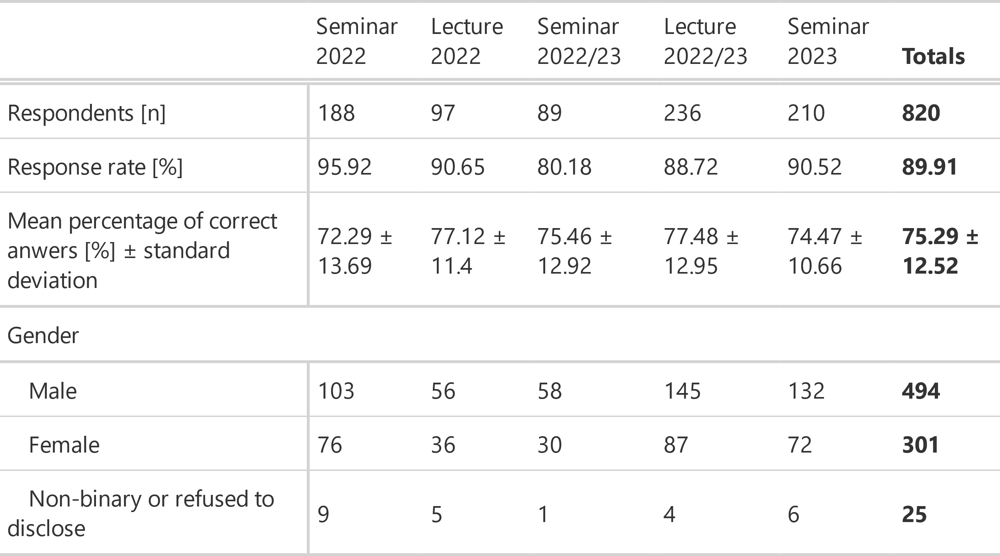 Seminar 2022 Lecture 2022 Seminar 2022/23 Lecture 2022/23 Seminar 2023 Totals
Respondents [n] 188 97 89 236 210 820
Response rate [%] 95.92 90.65 80.18 88.72 90.52 89.91
Mean percentage of correct anwers [%] ± standard deviation 72.29 ± 13.69 77.12 ± 11.4 75.46 ± 12.92 77.48 ± 12.95 74.47 ± 10.66 75.29 ± 12.52
Gender
Male 103 56 58 145 132 494
Female 76 36 30 87 72 301
Non-binary or refused to disclose 9 5 1 4 6 25